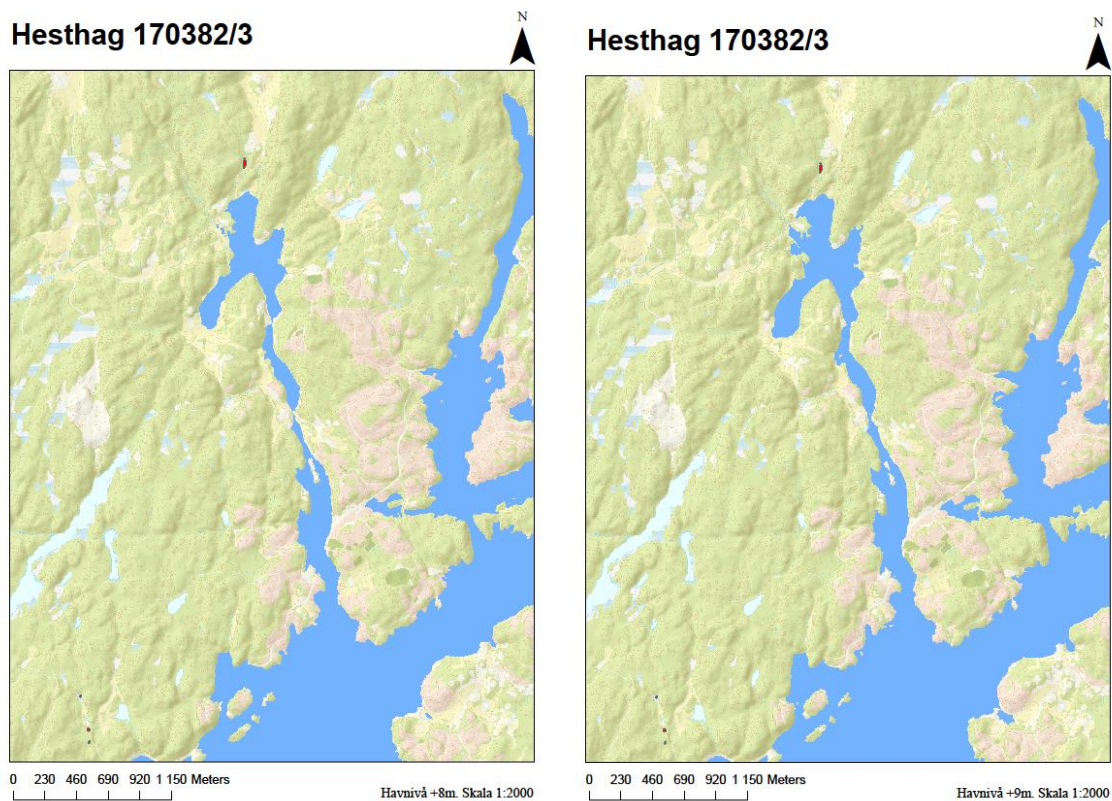 N
Hesthag 170382/3
0 230 460 690 920 1 150 Meters
Havnivå +8m. Skala 1:2000
N
Hesthag 170382/3
0 230 460 690 920 1 150 Meters
Havnivå +9m. Skala 1:2000